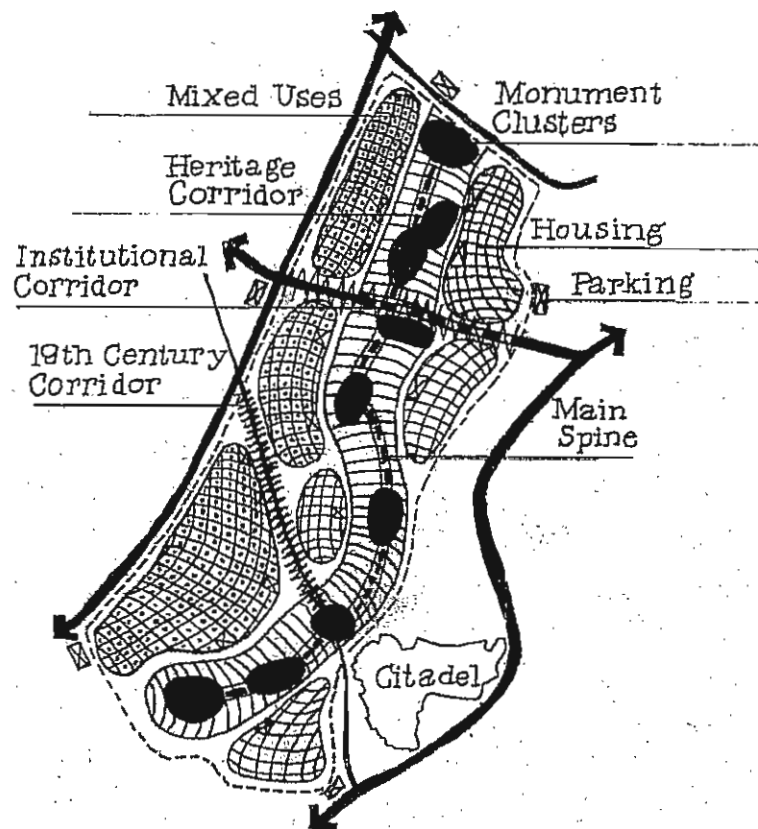 Mixed Uses
Monument
Clusters
Heritage
Corridor
Housing
Institutional
Corridor
Parking
19th Century
Corridor
Main
Spine
Citadel